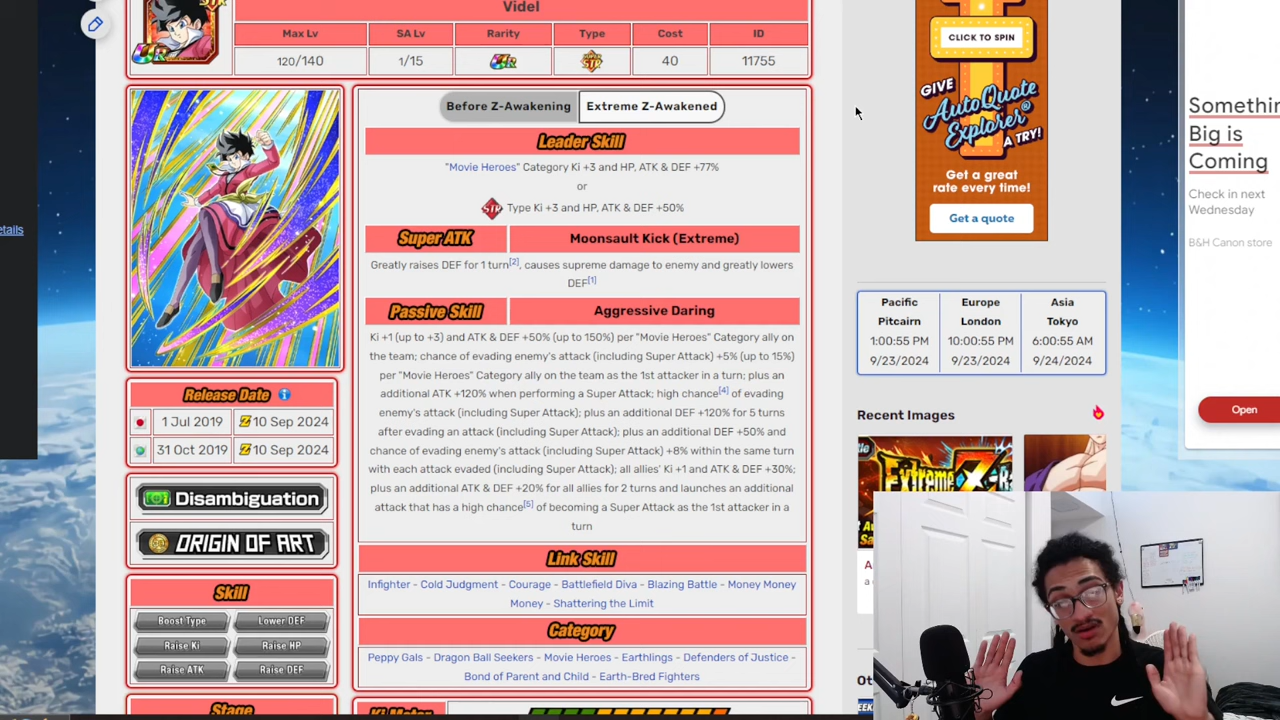 Videl
Max Lv
SA Lv
Rarity
Type
Cost
ID
120/140
1/15
UR
40
11755
UR
Before Z-Awakening
Extreme Z-Awakened
Leader Skill
"Movie Heroes" Category Ki +3 and HP, ATK & DEF +77%
or
STR Type Ki +3 and HP, ATK & DEF +50%
Super ATK
Moonsault Kick (Extreme)
Greatly raises DEF for 1 turn[2], causes supreme damage to enemy and greatly lowers
DEF[1]
Passive Skill
Aggressive Daring
Ki +1 (up to +3) and ATK & DEF +50% (up to 150%) per "Movie Heroes" Category ally on
the team; chance of evading enemy's attack (including Super Attack) +5% (up to 15%)
per "Movie Heroes" Category ally on the team as the 1st attacker in a turn; plus an
additional ATK +120% when performing a Super Attack; high chance[4] of evading
enemy's attack (including Super Attack); plus an additional DEF +120% for 5 turns
after evading an attack (including Super Attack); plus an additional DEF +50% and
chance of evading enemy's attack (including Super Attack) +8% within the same turn
with each attack evaded (including Super Attack); all allies' Ki +1 and ATK & DEF +30%;
plus an additional ATK & DEF +20% for all allies for 2 turns and launches an additional
attack that has a high chance[5] of becoming a Super Attack as the 1st attacker in a
turn
Link Skill
Infighter - Cold Judgment - Courage - Battlefield Diva - Blazing Battle - Money Money
Money - Shattering the Limit
Category
Peppy Gals - Dragon Ball Seekers - Movie Heroes - Earthlings - Defenders of Justice -
Bond of Parent and Child - Earth-Bred Fighters
Ki Meter
Release Date
1 Jul 2019
Z 10 Sep 2024
31 Oct 2019
Z 10 Sep 2024
Disambiguation
ORIGIN OF ART
Skill
Boost Type
Lower DEF
Raise Ki
Raise HP
Raise ATK
Raise DEF
Stage
etails
CLICK TO SPIN
GIVE
AutoQuote
Explorer®
A TRY!
Get a great
rate every time!
Get a quote
Pacific
Pitcairn
Europe
London
Asia
Tokyo
1:00:55 PM
10:00:55 PM
6:00:55 AM
9/23/2024
9/23/2024
9/24/2024
Recent Images
Extreme Z-
Somethin
Big is
Coming
Check in next
Wednesday
B&H Canon store
Open